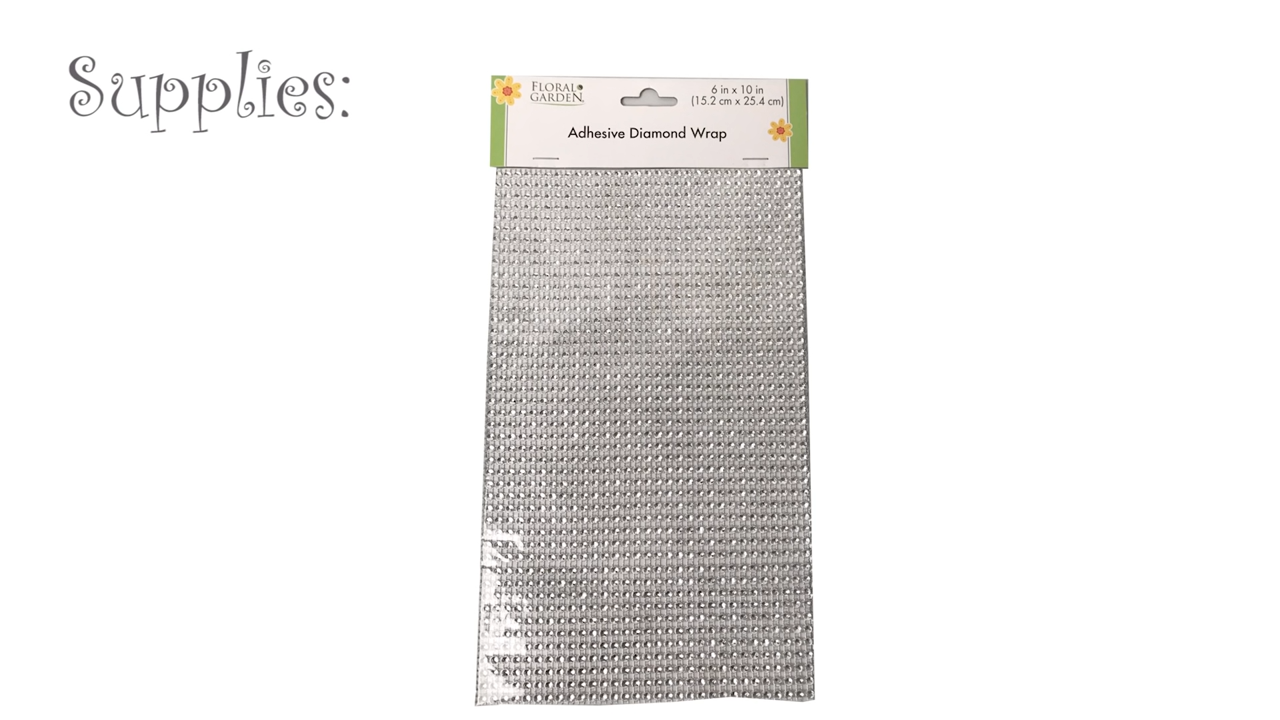 Supplies:
FLORAL
GARDEN
6 in x 10 in
(15.2 cm x 25.4 cm)
Adhesive Diamond Wrap